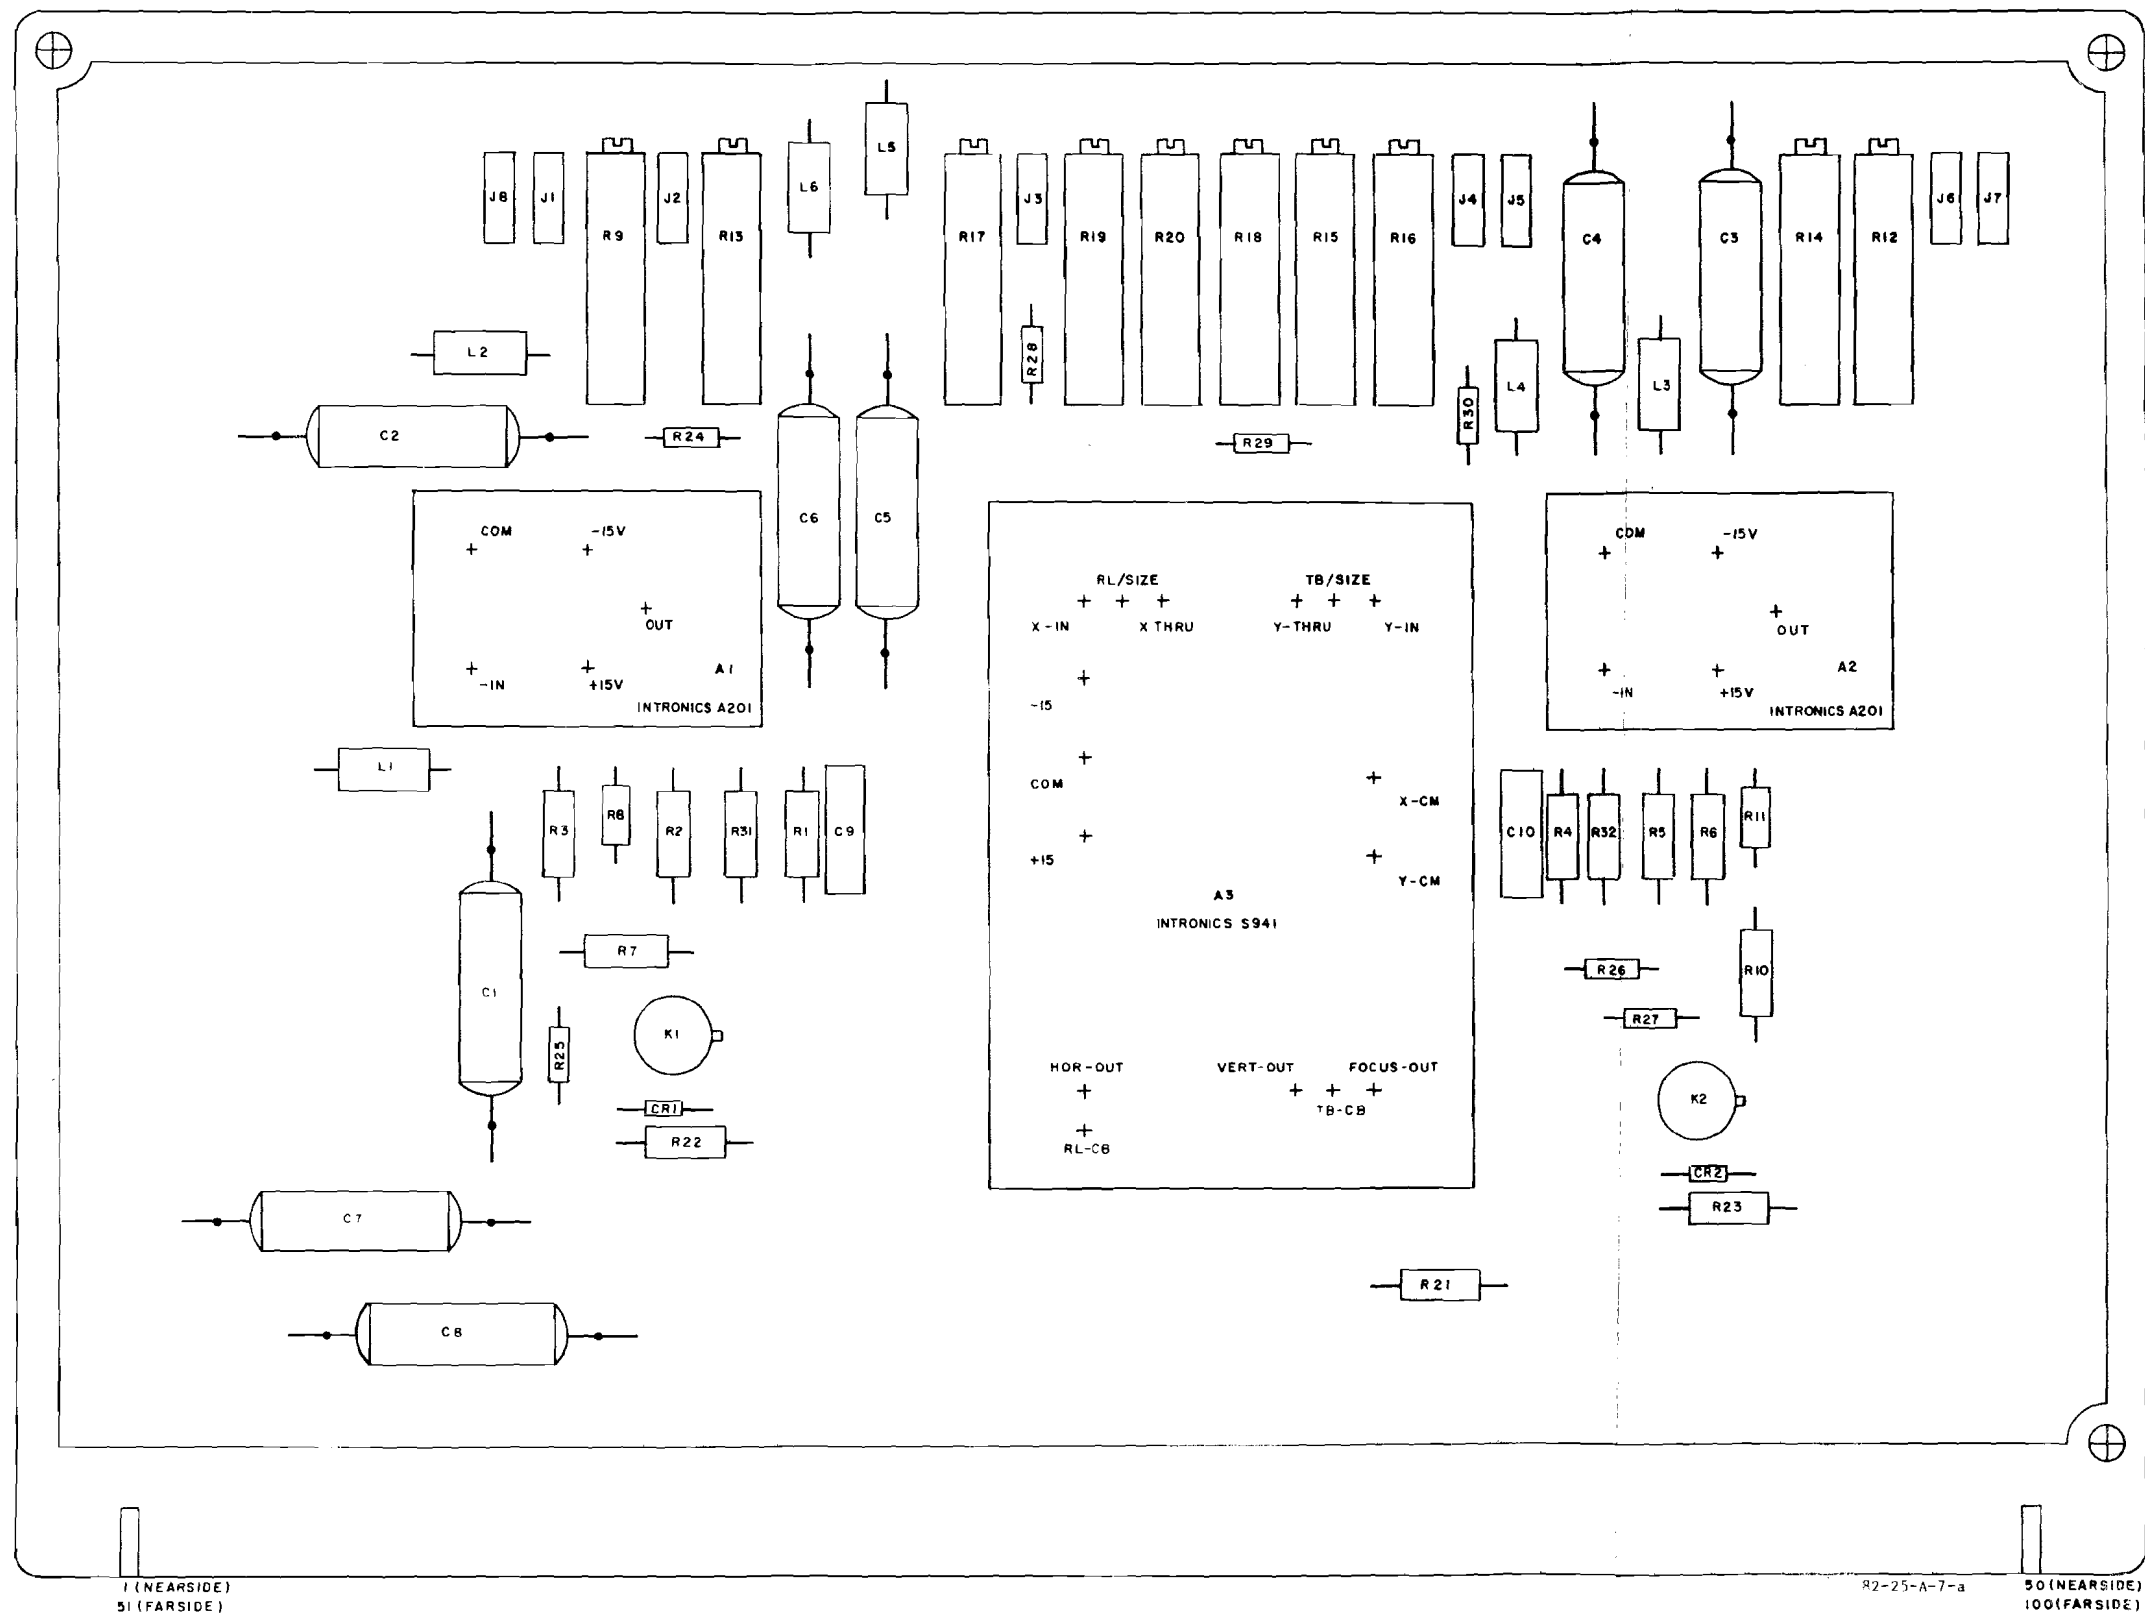 L5
L6
J8 J1 J2 J3 J4 J5 J6 J7
R9 R13 R17 R19 R20 R18 R15 R16 C4 C3 R14 R12
L2
R28
L4 L3
R30
C2
R24
R29
C6 C5
COM -15V
OUT
-IN +15V
A1
INTRONICS A201
RL/SIZE TB/SIZE
X-IN X THRU Y-THRU Y-IN
-15
COM
+15
X-CM
Y-CM
A3
INTRONICS S941
HOR-OUT VERT-OUT FOCUS-OUT
TB-CB
RL-CB
COM -15V
OUT
-IN +15V
A2
INTRONICS A201
L1
R3 R8 R2 R31 R1 C9
C10 R4 R32 R5 R6 R11
R7
C1
R25
K1
CR1
R22
R26
R10
R27
K2
CR2
R23
C7
R21
C8
1 (NEARSIDE)
51 (FARSIDE)
82-25-A-7-a
50 (NEARSIDE)
100 (FARSIDE)